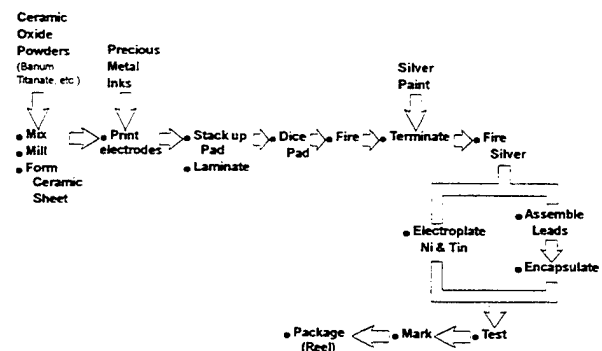 Ceramic
Oxide
Powders
(Banum
Titanate, etc.)
Precious
Metal
Inks
Silver
Paint
• Mix
• Mill
• Form
Ceramic
Sheet
• Print
electrodes
• Stack up
Pad
• Laminate
• Dice
Pad
• Fire
• Terminate
• Fire
Silver
• Electroplate
Ni & Tin
• Assemble
Leads
• Encapsulate
• Test
• Mark
• Package
(Reel)